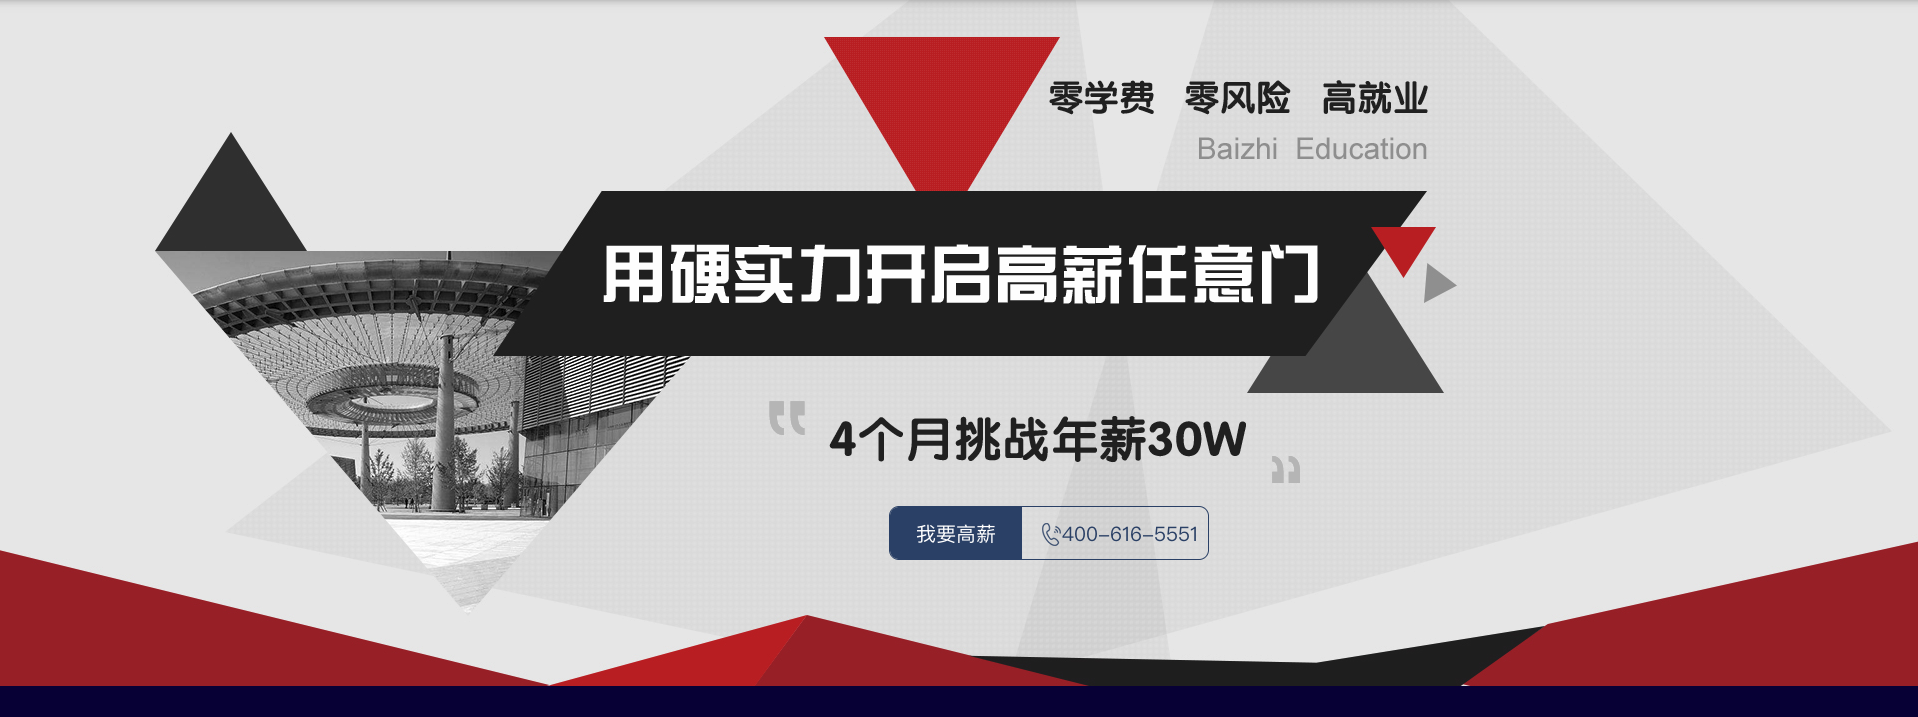 零学费 零风险 高就业
Baizhi Education
用硬实力开启高薪任意门
“4个月挑战年薪30W”
我要高薪 400-616-5551